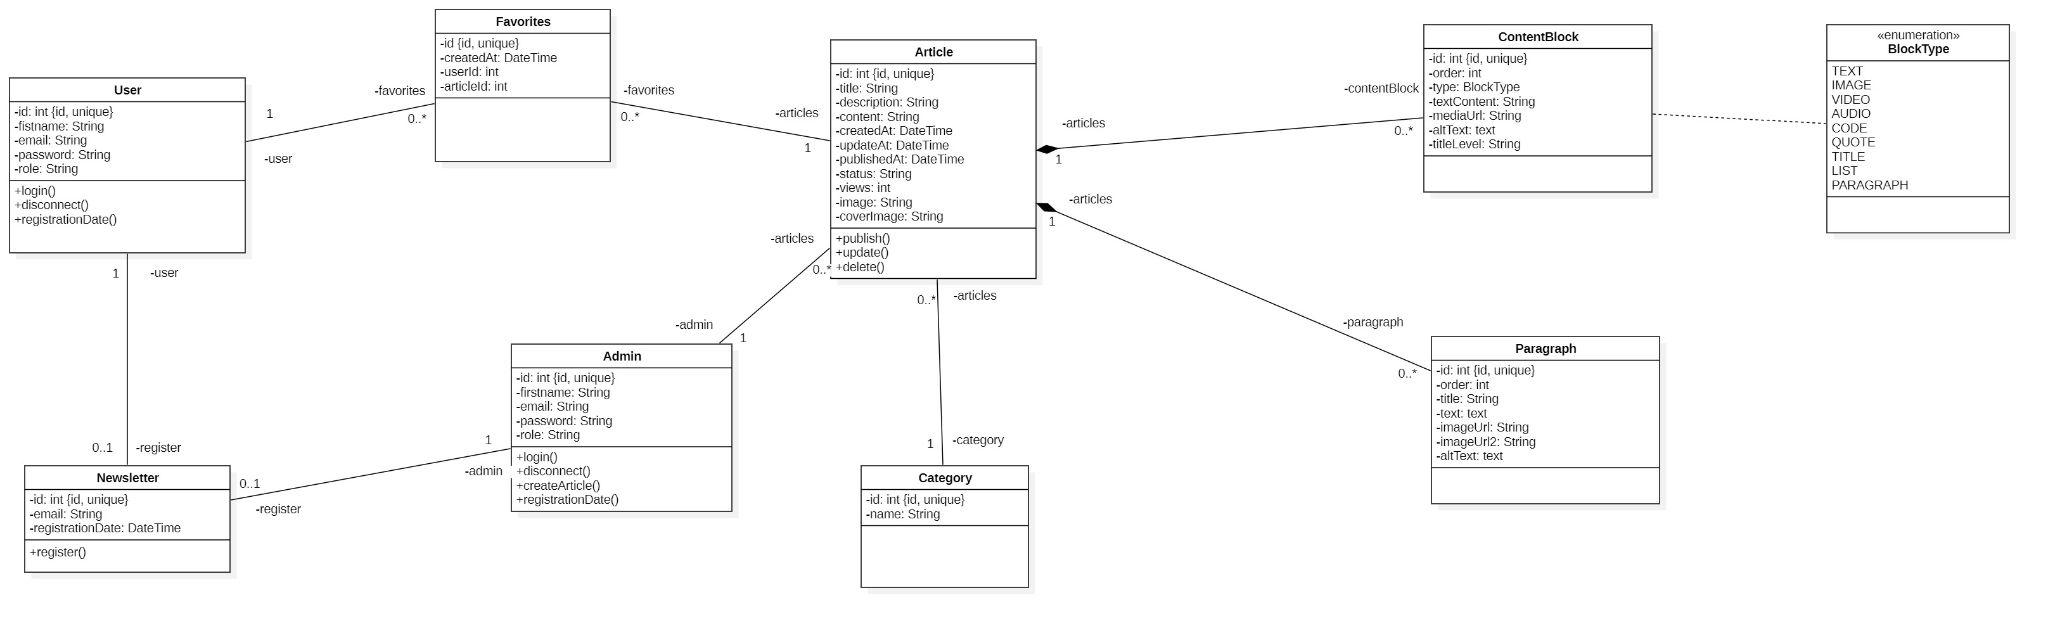 Favorites
-id {id, unique}
-createdAt: DateTime
-userId: int
-articleId: int
User
-id: int {id, unique}
-fistname: String
-email: String
-password: String
-role: String
+login()
+disconnect()
+registrationDate()
1
-user
-favorites
0..*
-favorites
0..*
-articles
1
Article
-id: int {id, unique}
-title: String
-description: String
-content: String
-createdAt: DateTime
-updateAt: DateTime
-publishedAt: DateTime
-status: String
-views: int
-image: String
-coverImage: String
+publish()
+update()
+delete()
-articles
1
-contentBlock
0..*
ContentBlock
-id: int {id, unique}
-order: int
-type: BlockType
-textContent: String
-mediaUrl: String
-altText: text
-titleLevel: String
«enumeration»
BlockType
TEXT
IMAGE
VIDEO
AUDIO
CODE
QUOTE
TITLE
LIST
PARAGRAPH
-articles
1
-paragraph
0..*
Paragraph
-id: int {id, unique}
-order: int
-title: String
-text: text
-imageUrl: String
-imageUrl2: String
-altText: text
-articles
0..*
-admin
1
Admin
-id: int {id, unique}
-firstname: String
-email: String
-password: String
-role: String
+login()
+disconnect()
+createArticle()
+registrationDate()
0..*
-articles
1
-category
Category
-id: int {id, unique}
-name: String
1
-user
0..1
-register
Newsletter
-id: int {id, unique}
-email: String
-registrationDate: DateTime
+register()
0..1
-register
1
-admin